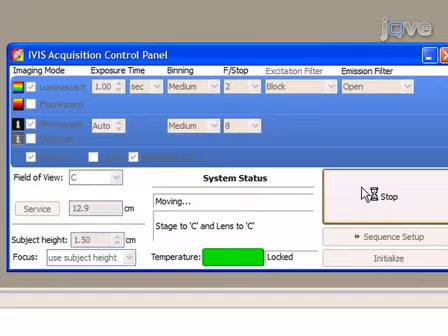 jove
IVIS Acquisition Control Panel
Imaging Mode Exposure Time Binning F/Stop Excitation Filter Emission Filter
Luminescent 1.00 sec Medium 2 Block Open
Fluorescent
Photograph Auto Medium 8
Field of View: C
System Status
Service 12.9 cm
Moving...
Stop
Stage to 'C' and Lens to 'C'
Subject height: 1.50 cm
Sequence Setup
Focus: use subject height
Temperature: Locked
Initialize